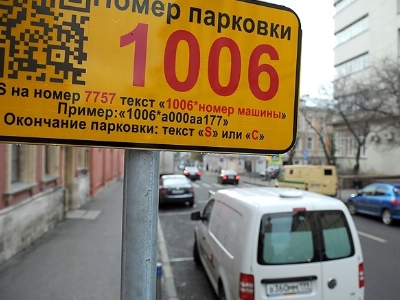 Номер парковки
1006
S на номер 7757 текст «1006*номер машины»
Пример:«1006*а000аа177»
Окончание парковки: текст «S» или «С»